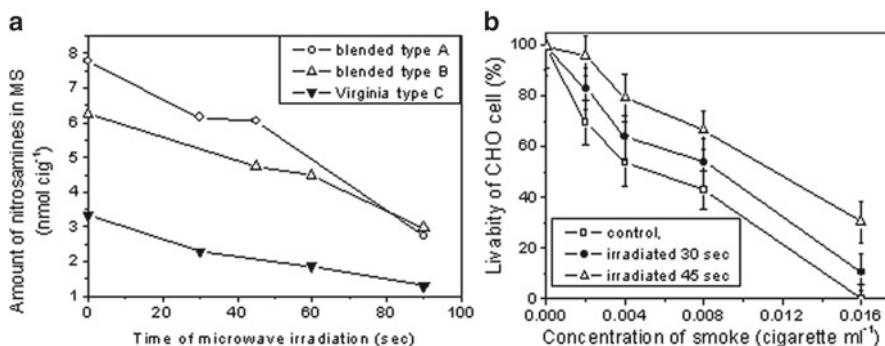 a
8
7
6
5
4
3
2
1
Amount of nitrosamines in MS
(nmol cig-1)
blended type A
blended type B
Virginia type C
0
20
40
60
80
100
Time of microwave irradiation (sec)
b
100
80
60
40
20
0
Livabity of CHO cell (%)
control,
irradiated 30 sec
irradiated 45 sec
0.000
0.004
0.008
0.012
0.016
Concentration of smoke (cigarette ml-1)